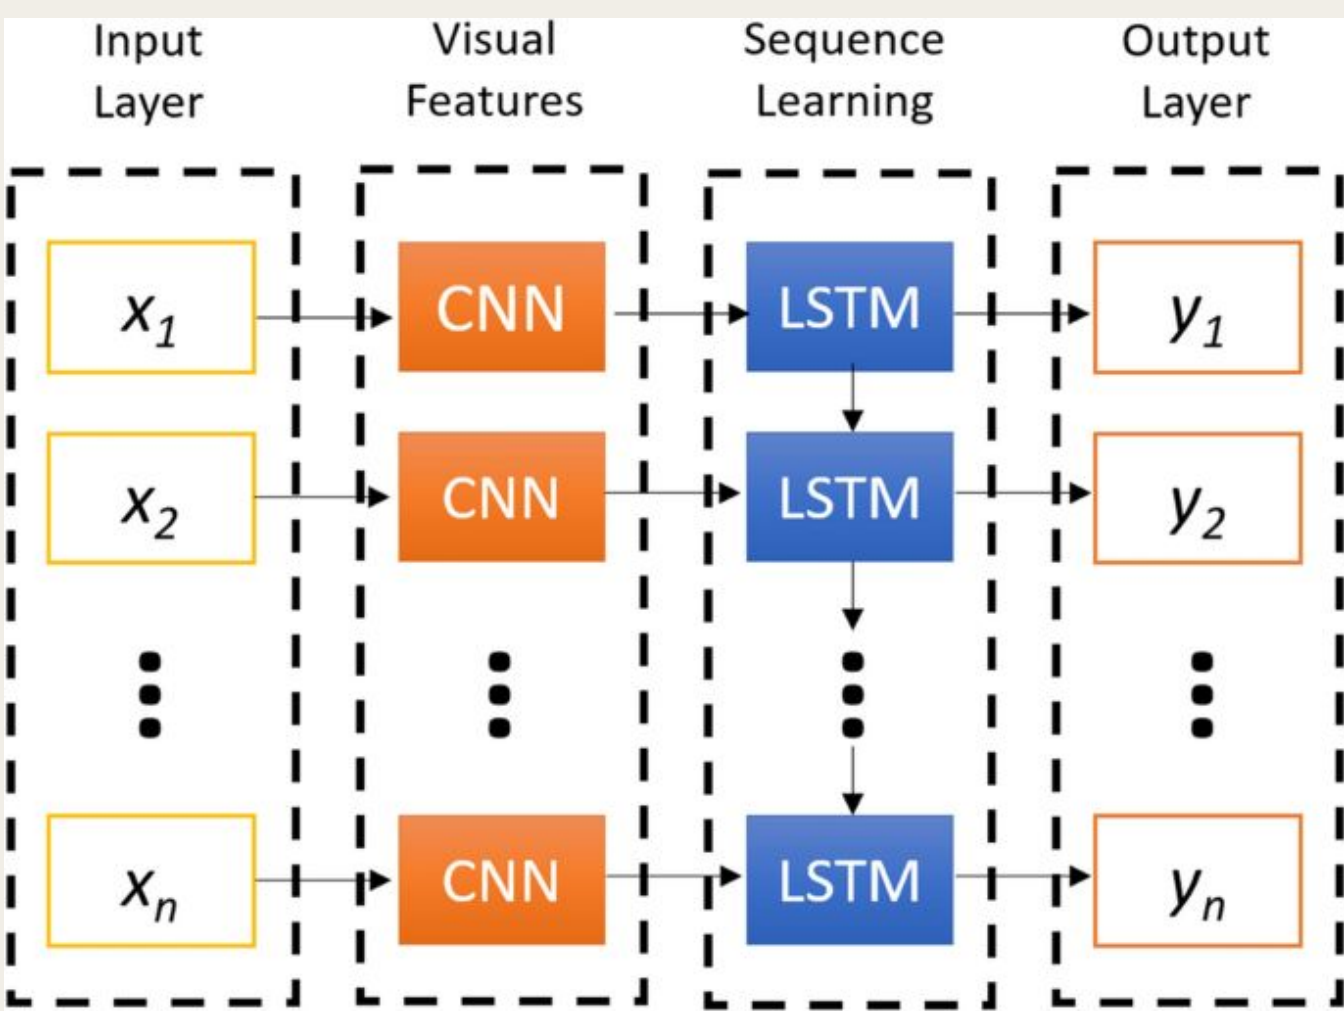 Input
Layer
Visual
Features
Sequence
Learning
Output
Layer
x1 CNN LSTM y1
x2 CNN LSTM y2
xn CNN LSTM yn